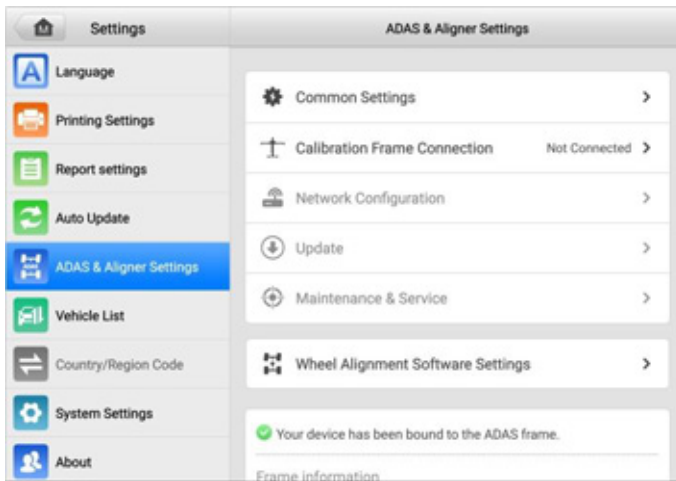 Settings
ADAS & Aligner Settings
Language
Printing Settings
Report settings
Auto Update
ADAS & Aligner Settings
Vehicle List
Country/Region Code
System Settings
About
Common Settings
Calibration Frame Connection Not Connected
Network Configuration
Update
Maintenance & Service
Wheel Alignment Software Settings
Your device has been bound to the ADAS frame.
Frame information